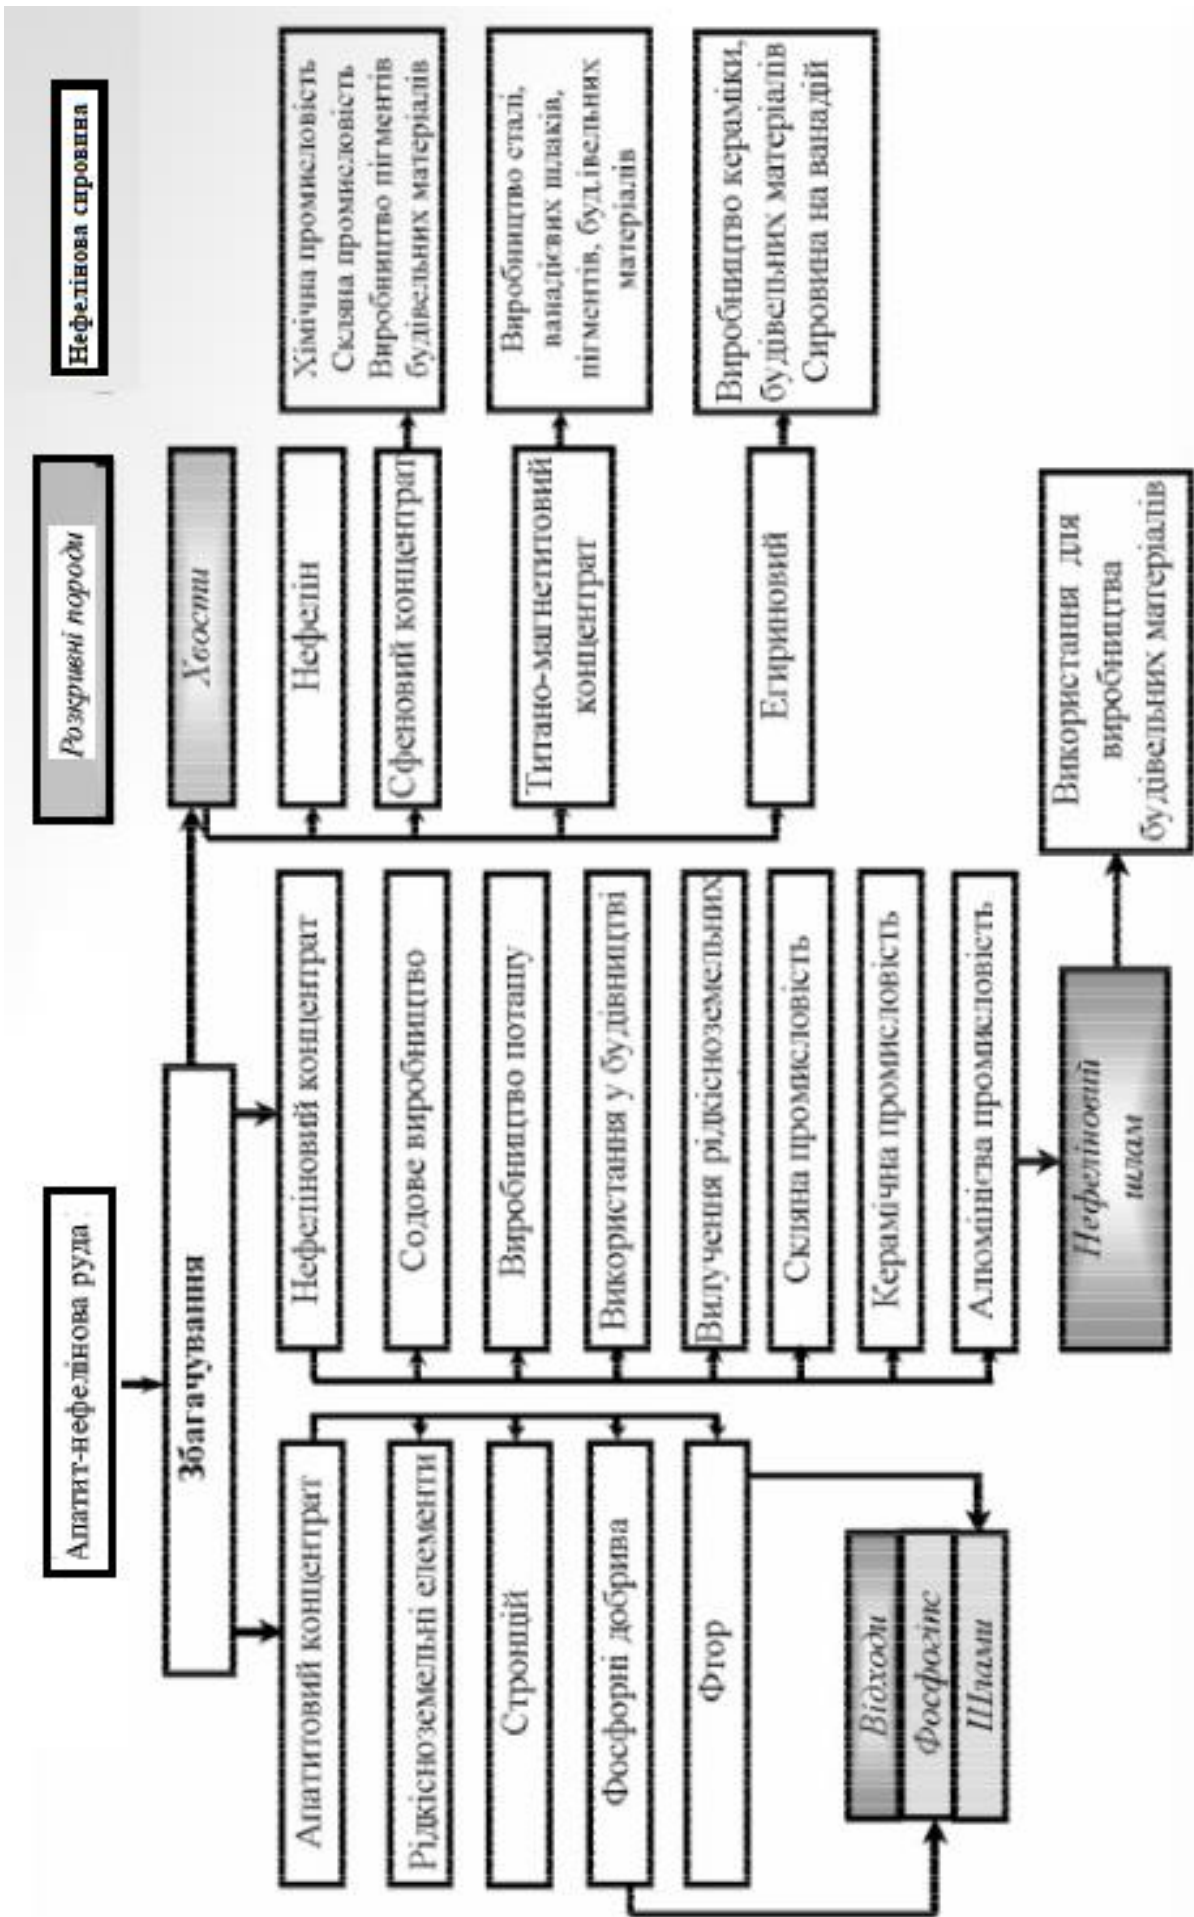 Апатит-нефелінова руда
Розкривні породи
Нефелінова сировина
Збагачування
Хвости
Апатитовий концентрат
Рідкісноземельні елементи
Стронцій
Фосфорні добрива
Фтор
Відходи
Фосфогіпс
Шлами
Нефеліновий концентрат
Содове виробництво
Виробництво поташу
Використання у будівництві
Вилучення рідкісноземельних
Скляна промисловість
Керамічна промисловість
Алюмінієва промисловість
Нефеліновий
шлам
Нефелін
Сфеновий концентрат
Титано-магнетитовий
концентрат
Егириновий
Хімічна промисловість
Скляна промисловість
Виробництво пігментів
будівельних матеріалів
Виробництво сталі,
ванадієвих шлаків,
пігментів, будівельних
матеріалів
Виробництво кераміки,
будівельних матеріалів
Сировина на ванадій
Використання для
виробництва
будівельних матеріалів